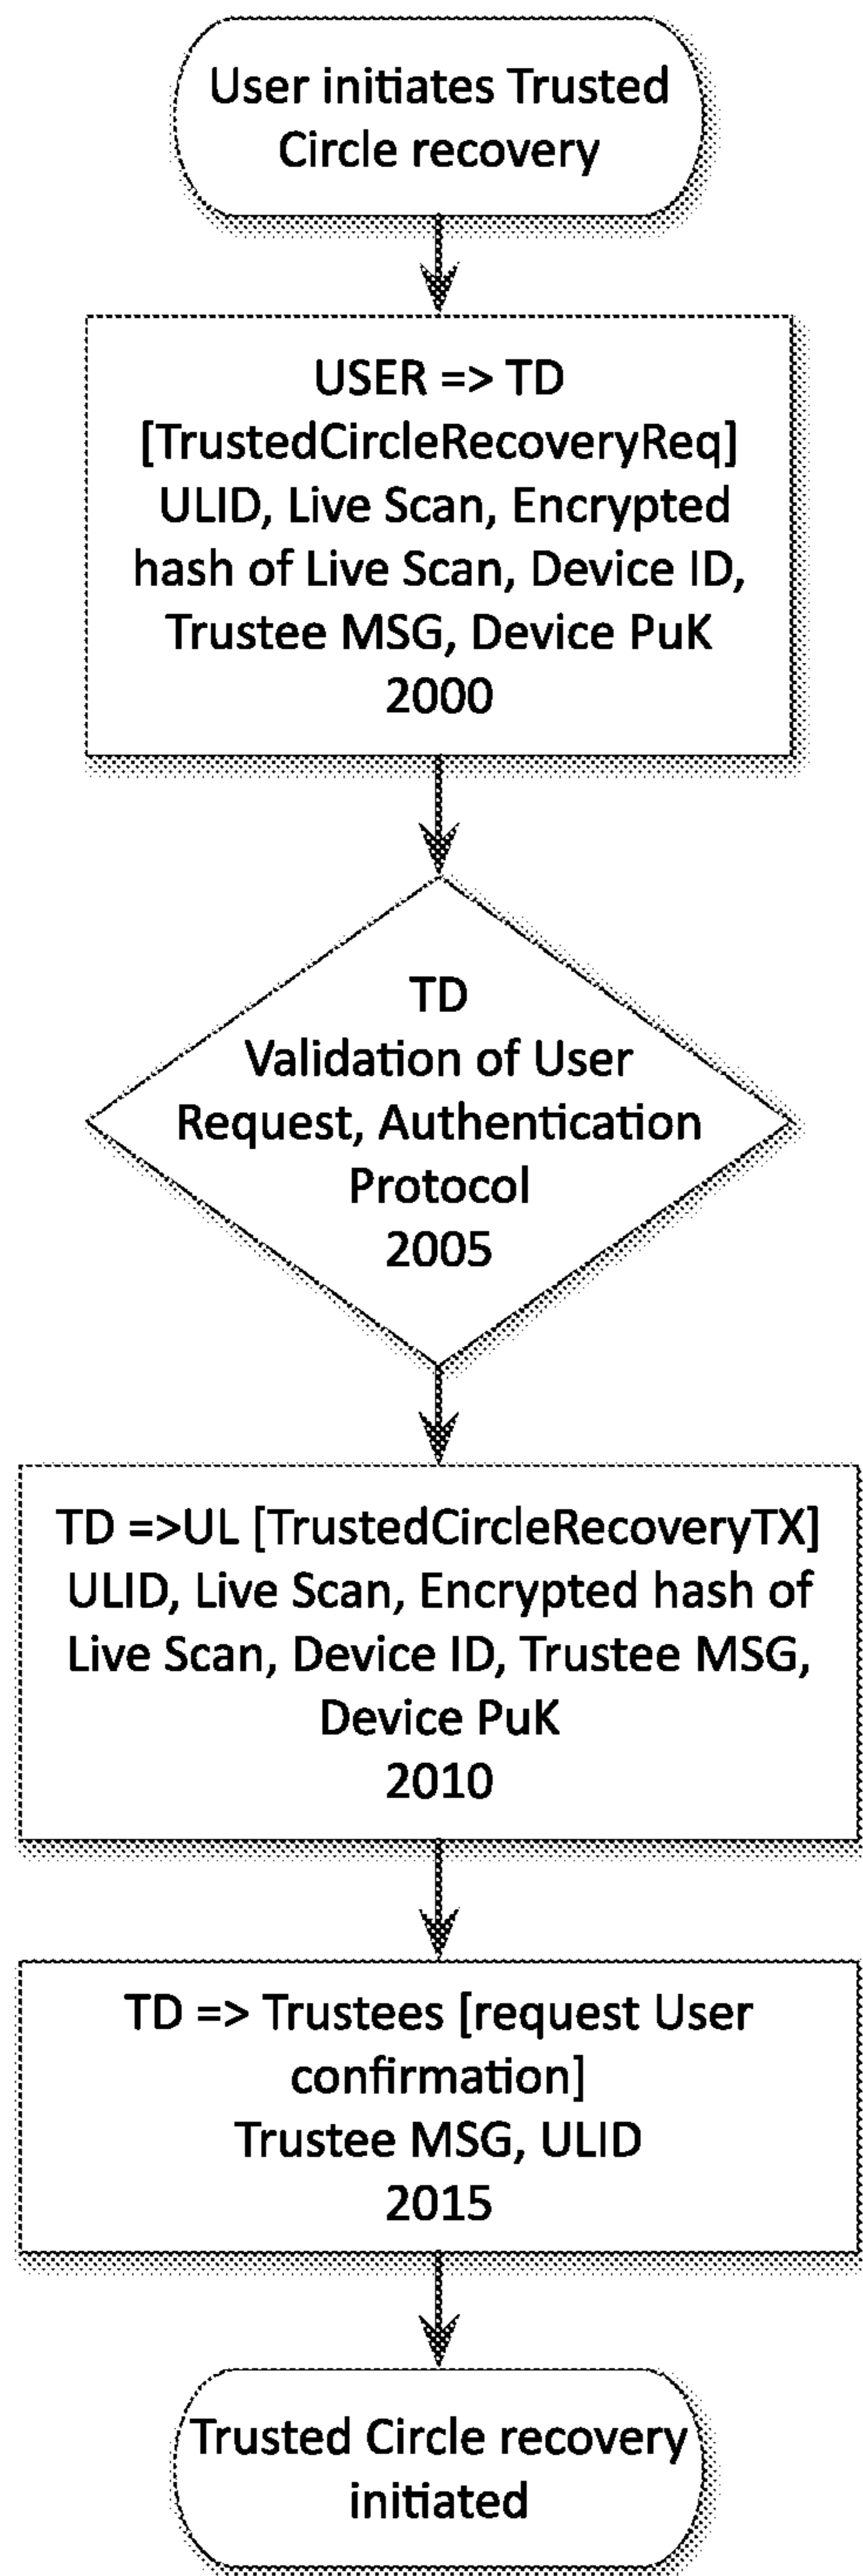 User initiates Trusted
Circle recovery
USER => TD
[TrustedCircleRecoveryReq]
ULID, Live Scan, Encrypted
hash of Live Scan, Device ID,
Trustee MSG, Device PuK
2000
TD
Validation of User
Request, Authentication
Protocol
2005
TD =>UL [TrustedCircleRecoveryTX]
ULID, Live Scan, Encrypted hash of
Live Scan, Device ID, Trustee MSG,
Device PuK
2010
TD => Trustees [request User
confirmation]
Trustee MSG, ULID
2015
Trusted Circle recovery
initiated